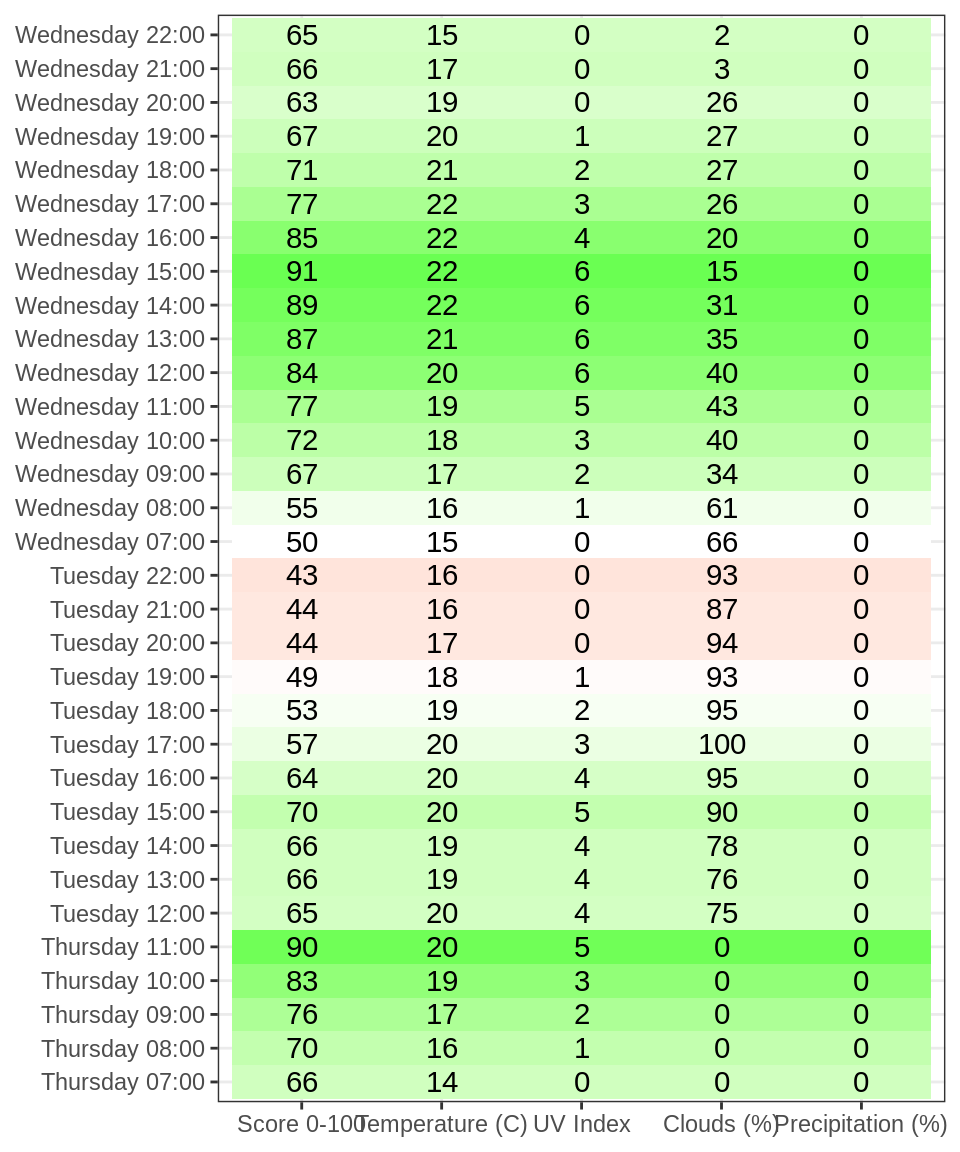 Wednesday 22:00 65 15 0 2 0
Wednesday 21:00 66 17 0 3 0
Wednesday 20:00 63 19 0 26 0
Wednesday 19:00 67 20 1 27 0
Wednesday 18:00 71 21 2 27 0
Wednesday 17:00 77 22 3 26 0
Wednesday 16:00 85 22 4 20 0
Wednesday 15:00 91 22 6 15 0
Wednesday 14:00 89 22 6 31 0
Wednesday 13:00 87 21 6 35 0
Wednesday 12:00 84 20 6 40 0
Wednesday 11:00 77 19 5 43 0
Wednesday 10:00 72 18 3 40 0
Wednesday 09:00 67 17 2 34 0
Wednesday 08:00 55 16 1 61 0
Wednesday 07:00 50 15 0 66 0
Tuesday 22:00 43 16 0 93 0
Tuesday 21:00 44 16 0 87 0
Tuesday 20:00 44 17 0 94 0
Tuesday 19:00 49 18 1 93 0
Tuesday 18:00 53 19 2 95 0
Tuesday 17:00 57 20 3 100 0
Tuesday 16:00 64 20 4 95 0
Tuesday 15:00 70 20 5 90 0
Tuesday 14:00 66 19 4 78 0
Tuesday 13:00 66 19 4 76 0
Tuesday 12:00 65 20 4 75 0
Thursday 11:00 90 20 5 0 0
Thursday 10:00 83 19 3 0 0
Thursday 09:00 76 17 2 0 0
Thursday 08:00 70 16 1 0 0
Thursday 07:00 66 14 0 0 0
Score 0-100 Temperature (C) UV Index Clouds (%) Precipitation (%)